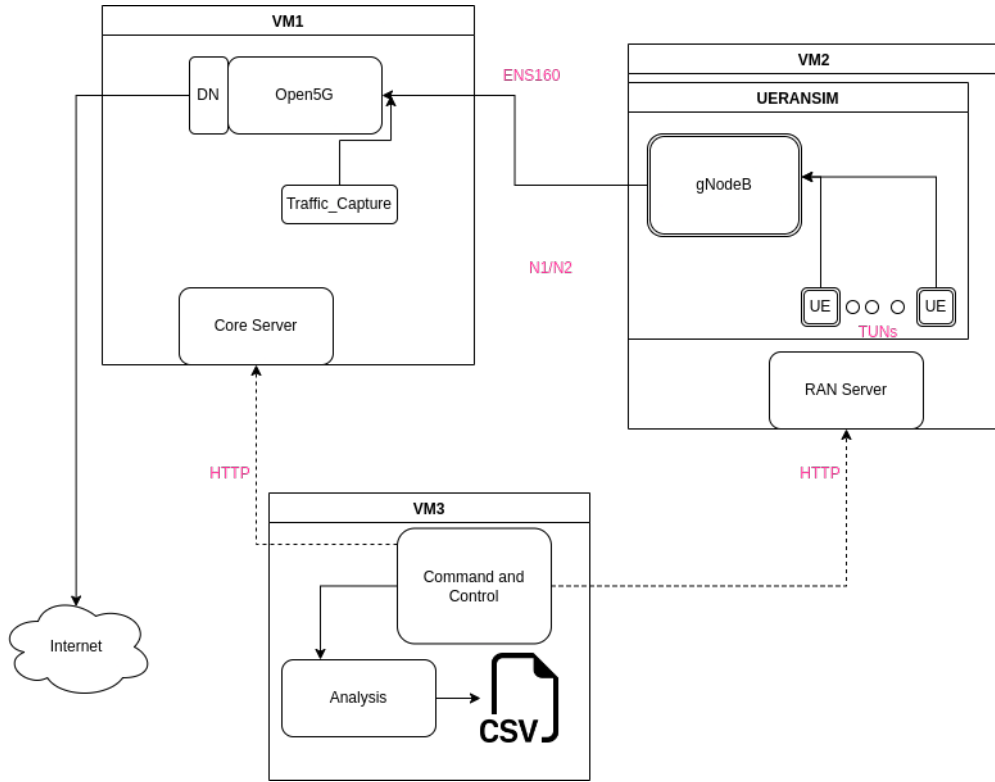 VM1
DN
Open5G
Traffic_Capture
Core Server
ENS160
N1/N2
VM2
UERANSIM
gNodeB
UE
UE
TUNs
RAN Server
HTTP
HTTP
VM3
Command and
Control
Analysis
CSV
Internet